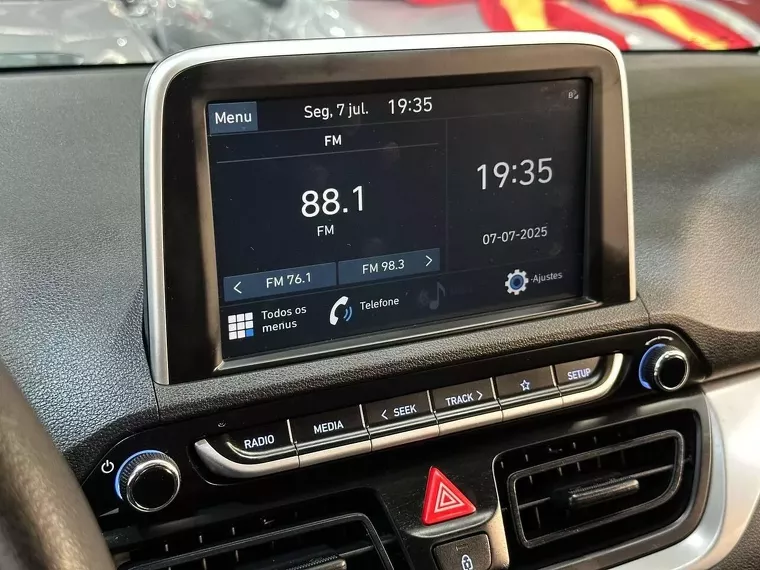 Menu
Seg, 7 jul. 19:35
FM
88.1
FM
FM 76.1
FM 98.3
19:35
07-07-2025
Todos os
menus
Telefone
Ajustes
RADIO
MEDIA
SEEK
TRACK
SETUP